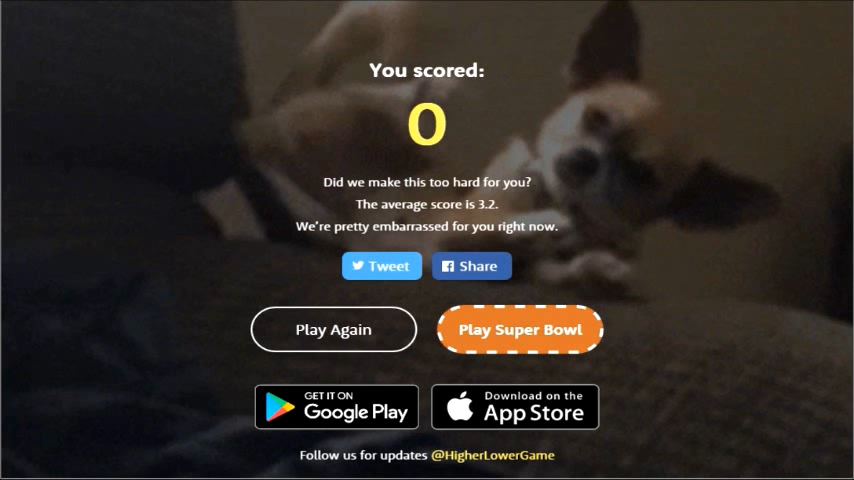 You scored:
0
Did we make this too hard for you?
The average score is 3.2.
We're pretty embarrassed for you right now.
Tweet
Share
Play Again
Play Super Bowl
GET IT ON
Google Play
Download on the
App Store
Follow us for updates @HigherLowerGame